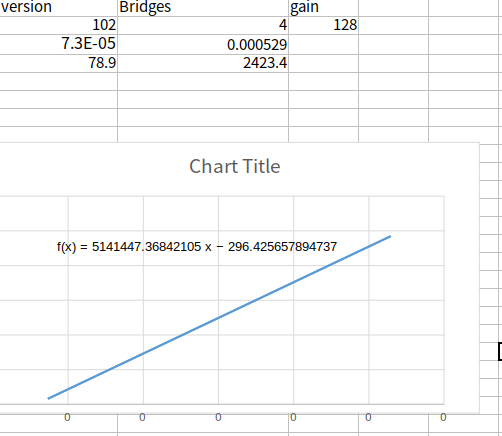 version Bridges gain
102 4 128
7.3E-05 0.000529
78.9 2423.4
Chart Title
f(x) = 5141447.36842105 x − 296.425657894737
0 0 0 0 0 0